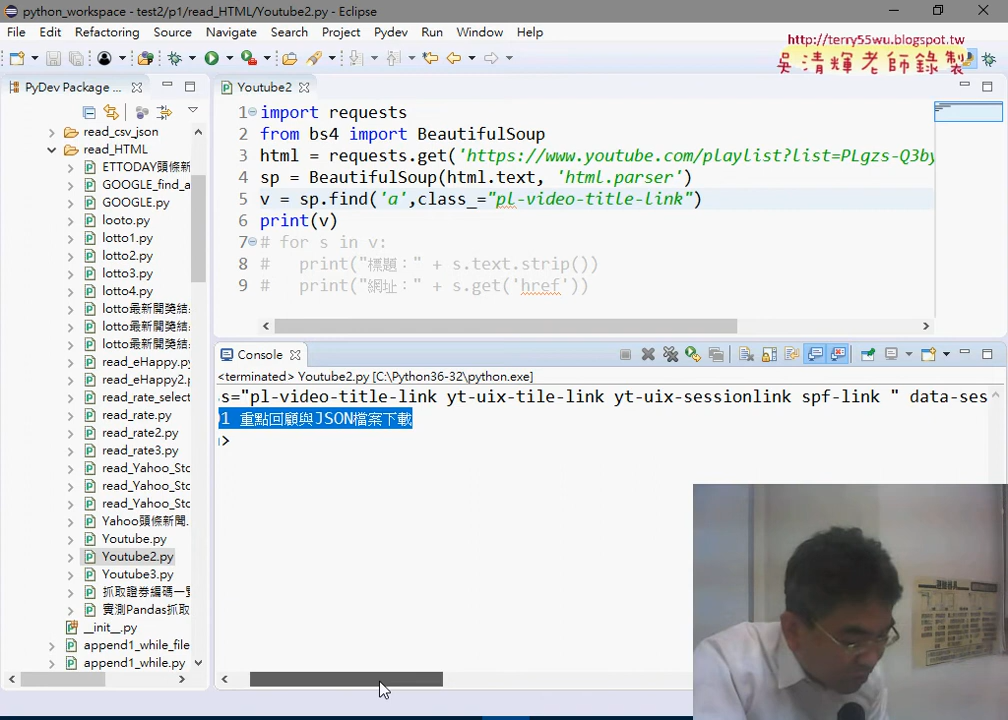 python_workspace - test2/p1/read_HTML/Youtube2.py - Eclipse
File Edit Refactoring Source Navigate Search Project Pydev Run Window Help
http://terry55wu.blogspot.tw
吳清輝老師錄製
PyDev Package ...
read_csv_json
read_HTML
ETTODAY頭條新
GOOGLE_find_a
GOOGLE.py
looto.py
lotto1.py
lotto2.py
lotto3.py
lotto4.py
lotto最新開獎結
lotto最新開獎結
lotto最新開獎結
read_eHappy.py
read_eHappy2.p
read_rate_select
read_rate.py
read_rate2.py
read_rate3.py
read_Yahoo_Sto
read_Yahoo_Sto
read_Yahoo_Sto
Yahoo頭條新聞.
Youtube.py
Youtube2.py
Youtube3.py
抓取證券編碼一覽
實測Pandas抓取
__init__.py
append1_while_file
append1_while.py
Youtube2
1 import requests
2 from bs4 import BeautifulSoup
3 html = requests.get('https://www.youtube.com/playlist?list=PLgzs-Q3by
4 sp = BeautifulSoup(html.text, 'html.parser')
5 v = sp.find('a',class_="pl-video-title-link")
6 print(v)
7 # for s in v:
8 #   print("標題：" + s.text.strip())
9 #   print("網址：" + s.get('href'))
Console
<terminated> Youtube2.py [C:\Python36-32\python.exe]
s="pl-video-title-link yt-uix-tile-link yt-uix-sessionlink spf-link " data-ses
1 重點回顧與JSON檔案下載
>